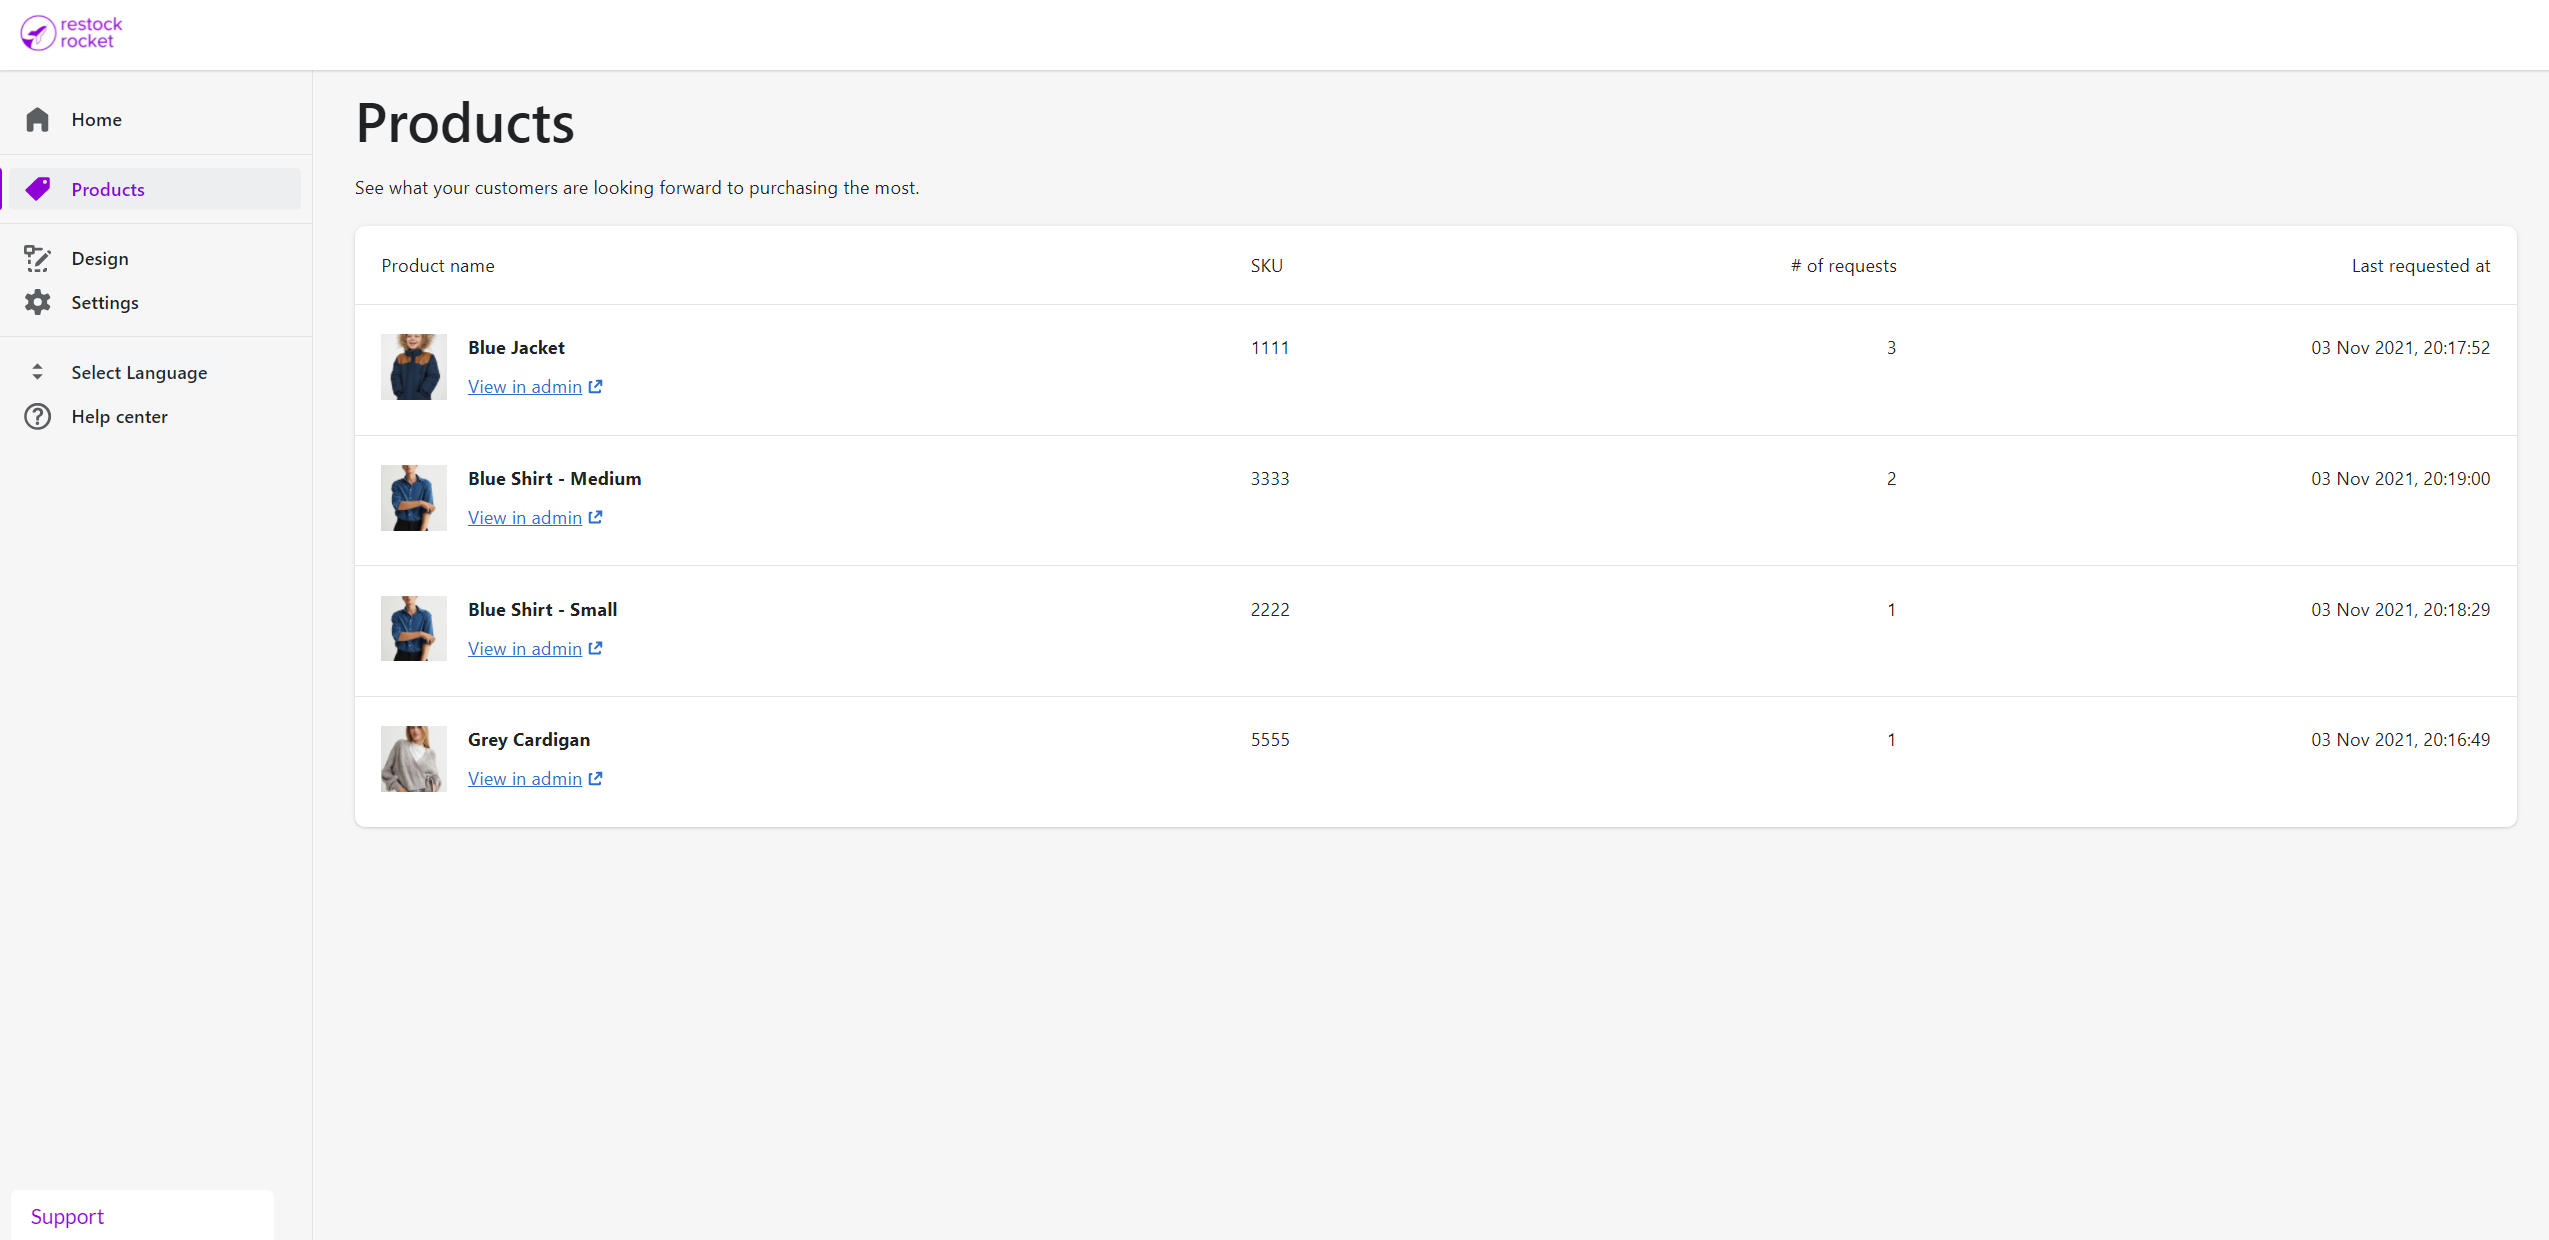 restock
rocket
Home
Products
Design
Settings
Select Language
Help center
Support
Products
See what your customers are looking forward to purchasing the most.
Product name SKU # of requests Last requested at
Blue Jacket 1111 3 03 Nov 2021, 20:17:52
View in admin
Blue Shirt - Medium 3333 2 03 Nov 2021, 20:19:00
View in admin
Blue Shirt - Small 2222 1 03 Nov 2021, 20:18:29
View in admin
Grey Cardigan 5555 1 03 Nov 2021, 20:16:49
View in admin